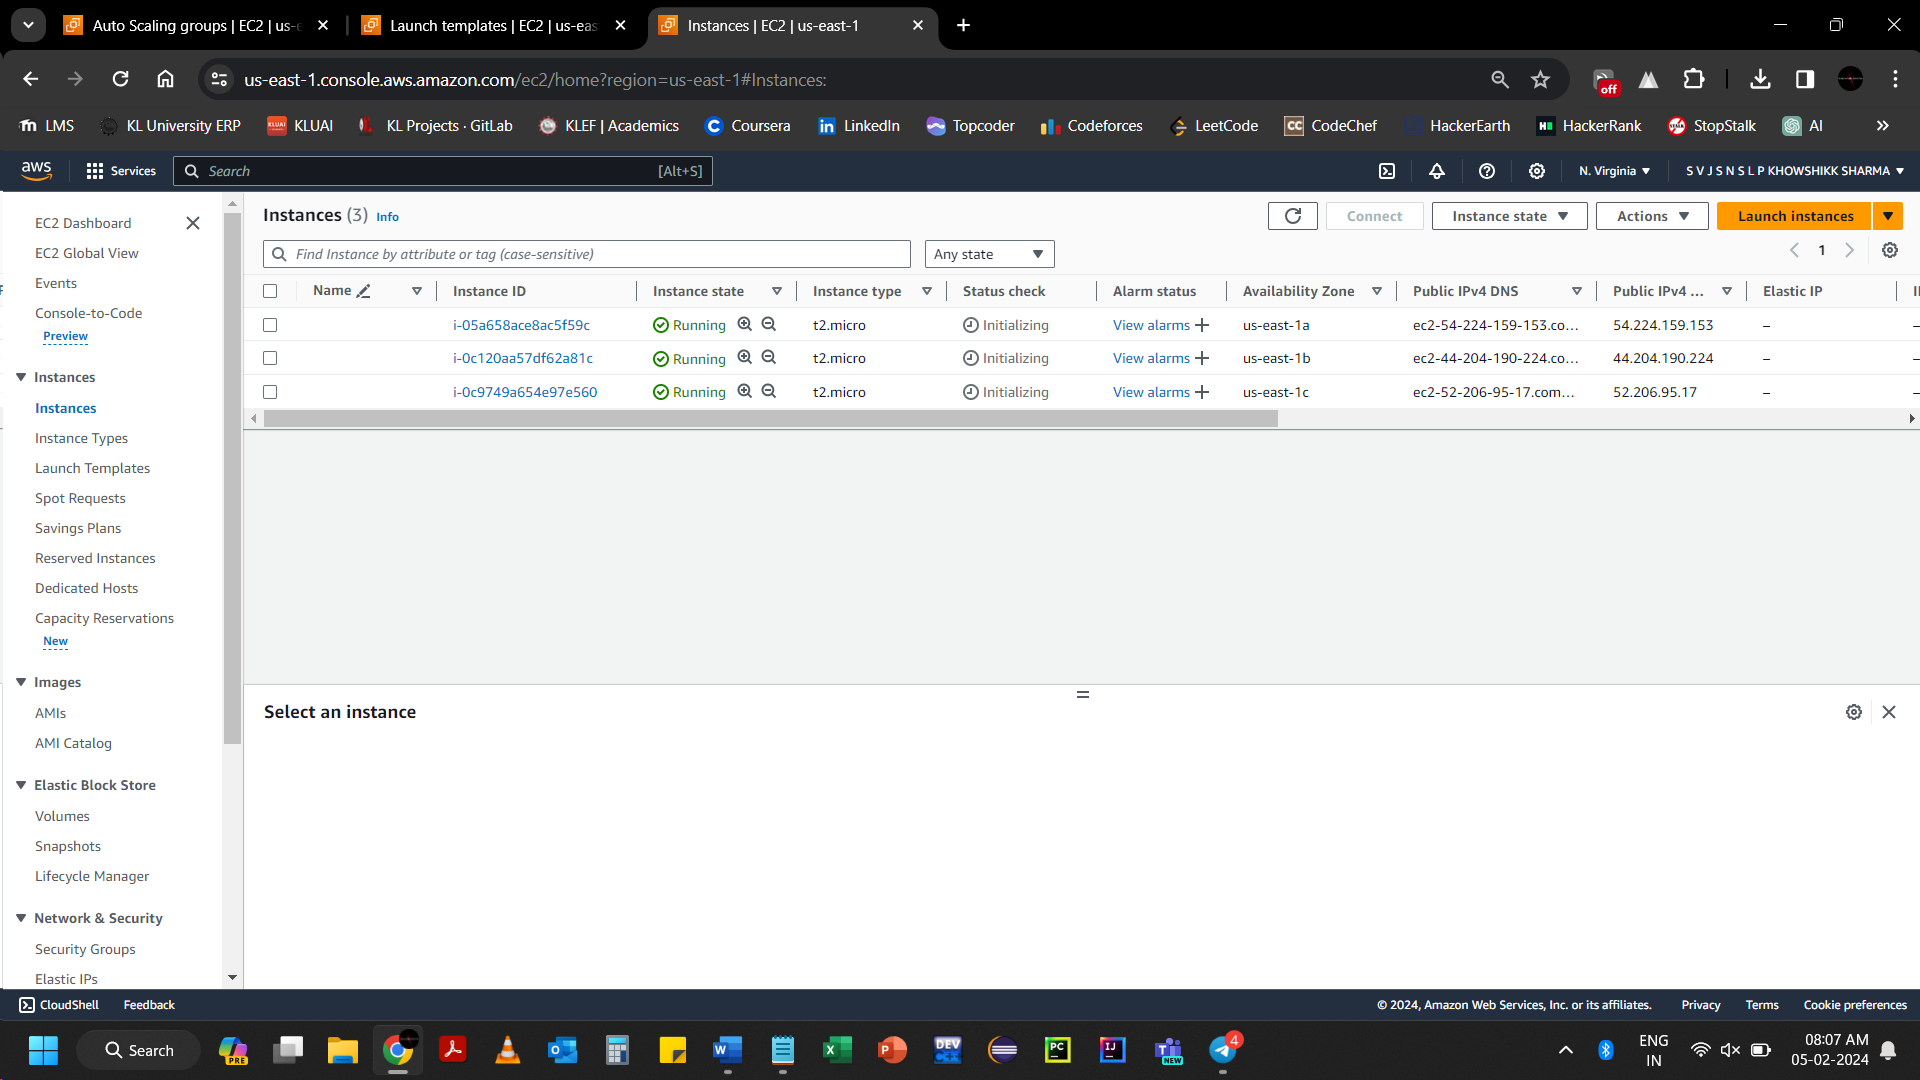 Auto Scaling groups | EC2 | us-e
Launch templates | EC2 | us-eas
Instances | EC2 | us-east-1
us-east-1.console.aws.amazon.com/ec2/home?region=us-east-1#Instances:
off
LMS
KL University ERP
KLUAI
KLUAI
KL Projects · GitLab
KLEF | Academics
Coursera
LinkedIn
Topcoder
Codeforces
LeetCode
CC
CodeChef
HackerEarth
HackerRank
StopStalk
AI
aws
Services
Search
[Alt+S]
N. Virginia
S V J S N S L P KHOWSHIKK SHARMA
EC2 Dashboard
EC2 Global View
Events
Console-to-Code
Preview
Instances
Instances
Instance Types
Launch Templates
Spot Requests
Savings Plans
Reserved Instances
Dedicated Hosts
Capacity Reservations
New
Images
AMIs
AMI Catalog
Elastic Block Store
Volumes
Snapshots
Lifecycle Manager
Network & Security
Security Groups
Elastic IPs
Instances (3) Info
Connect
Instance state
Actions
Launch instances
Find Instance by attribute or tag (case-sensitive)
Any state
1
Name Instance ID Instance state Instance type Status check Alarm status Availability Zone Public IPv4 DNS Public IPv4 ... Elastic IP
i-05a658ace8ac5f59c Running t2.micro Initializing View alarms us-east-1a ec2-54-224-159-153.co... 54.224.159.153 –
i-0c120aa57df62a81c Running t2.micro Initializing View alarms us-east-1b ec2-44-204-190-224.co... 44.204.190.224 –
i-0c9749a654e97e560 Running t2.micro Initializing View alarms us-east-1c ec2-52-206-95-17.com... 52.206.95.17 –
Select an instance
CloudShell
Feedback
© 2024, Amazon Web Services, Inc. or its affiliates.
Privacy
Terms
Cookie preferences
Search
PRE
DEV
PC
IJ
NEW
4
ENG
IN
08:07 AM
05-02-2024